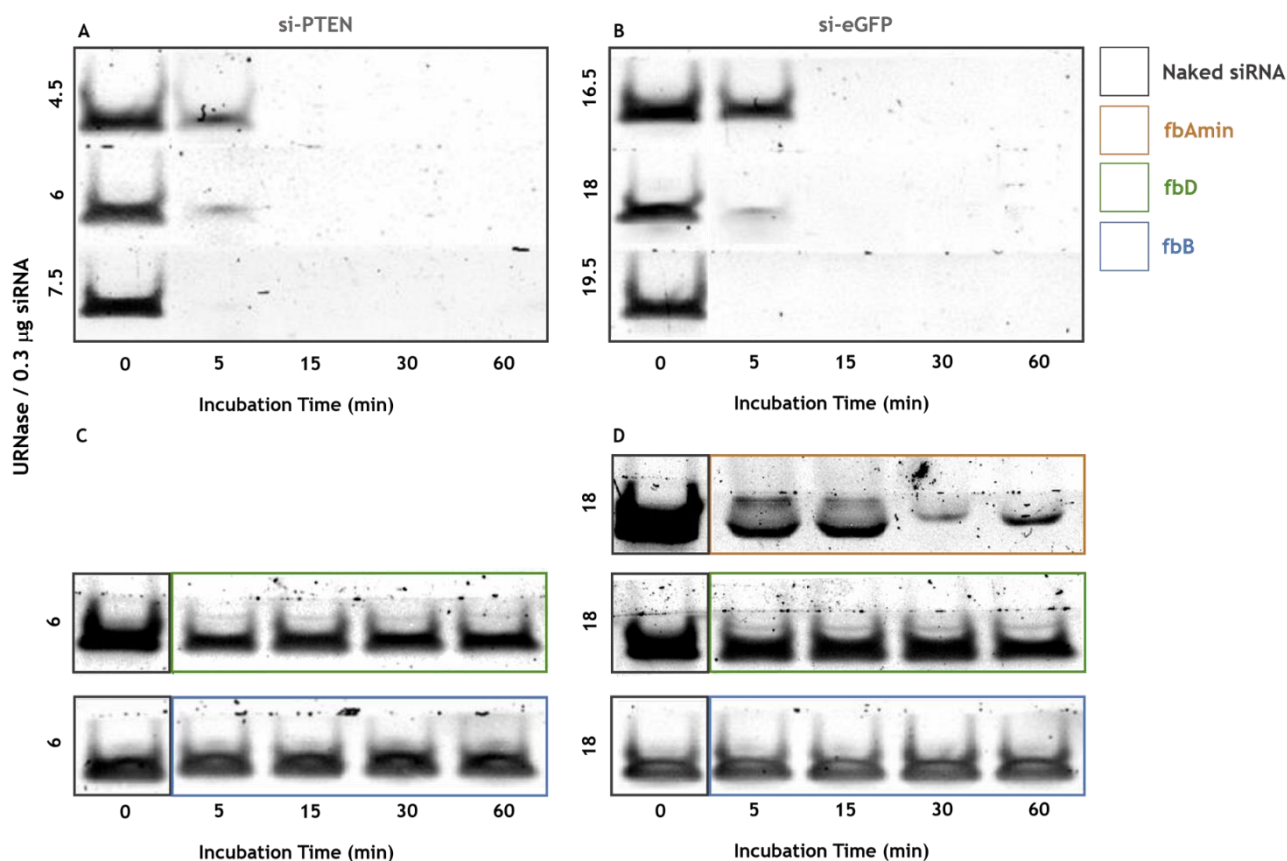 A
si-PTEN
B
si-eGFP
4.5
6
7.5
16.5
18
19.5
Naked siRNA
fbAmin
fbD
fbB
URNase / 0.3 µg siRNA
0 5 15 30 60
Incubation Time (min)
0 5 15 30 60
Incubation Time (min)
C
D
18
6
18
6
18
0 5 15 30 60
Incubation Time (min)
0 5 15 30 60
Incubation Time (min)